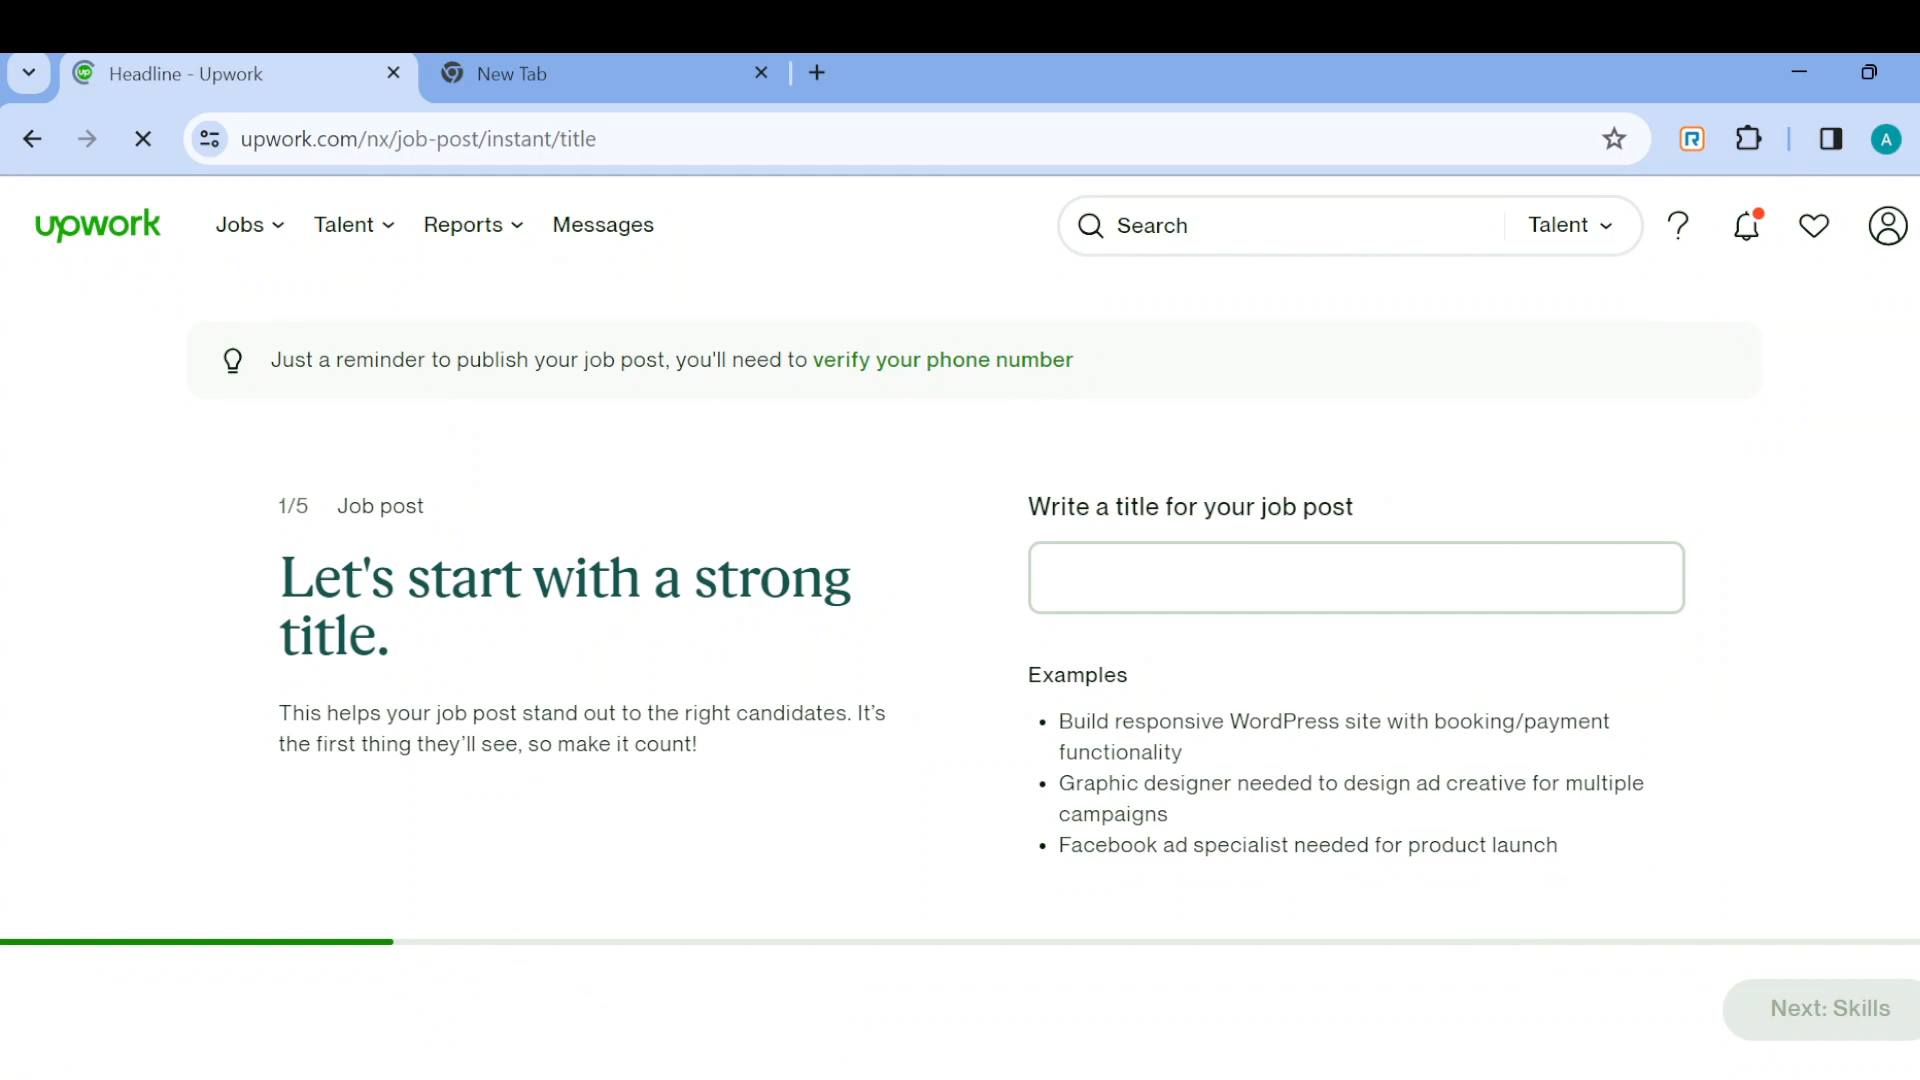 Headline - Upwork
New Tab
upwork.com/nx/job-post/instant/title
A
upwork
Jobs
Talent
Reports
Messages
Search
Talent
Just a reminder to publish your job post, you'll need to verify your phone number
1/5 Job post
Let's start with a strong
title.
This helps your job post stand out to the right candidates. It’s
the first thing they’ll see, so make it count!
Write a title for your job post
Examples
• Build responsive WordPress site with booking/payment
functionality
• Graphic designer needed to design ad creative for multiple
campaigns
• Facebook ad specialist needed for product launch
Next: Skills